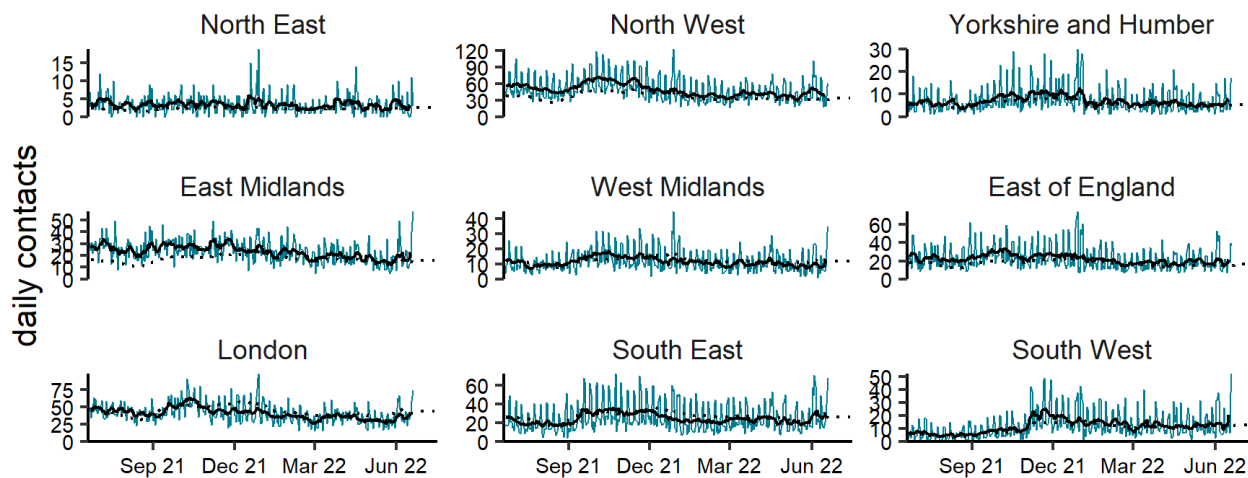 North East North West Yorkshire and Humber
15 10 5 0
120 90 60 30 0
30 20 10 0
daily contacts
East Midlands West Midlands East of England
50 40 30 20 10 0
40 30 20 10 0
60 40 20 0
London South East South West
75 50 25 0
60 40 20 0
50 40 30 20 10 0
Sep 21 Dec 21 Mar 22 Jun 22 Sep 21 Dec 21 Mar 22 Jun 22 Sep 21 Dec 21 Mar 22 Jun 22